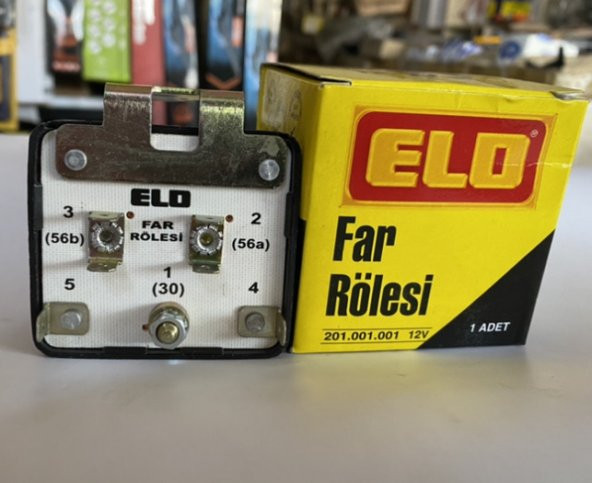 ELO
3
FAR
2
(56b)
RÖLESİ
(56a)
5
1
4
(30)
ELO®
Far
Rölesi
201.001.001 12V
1 ADET